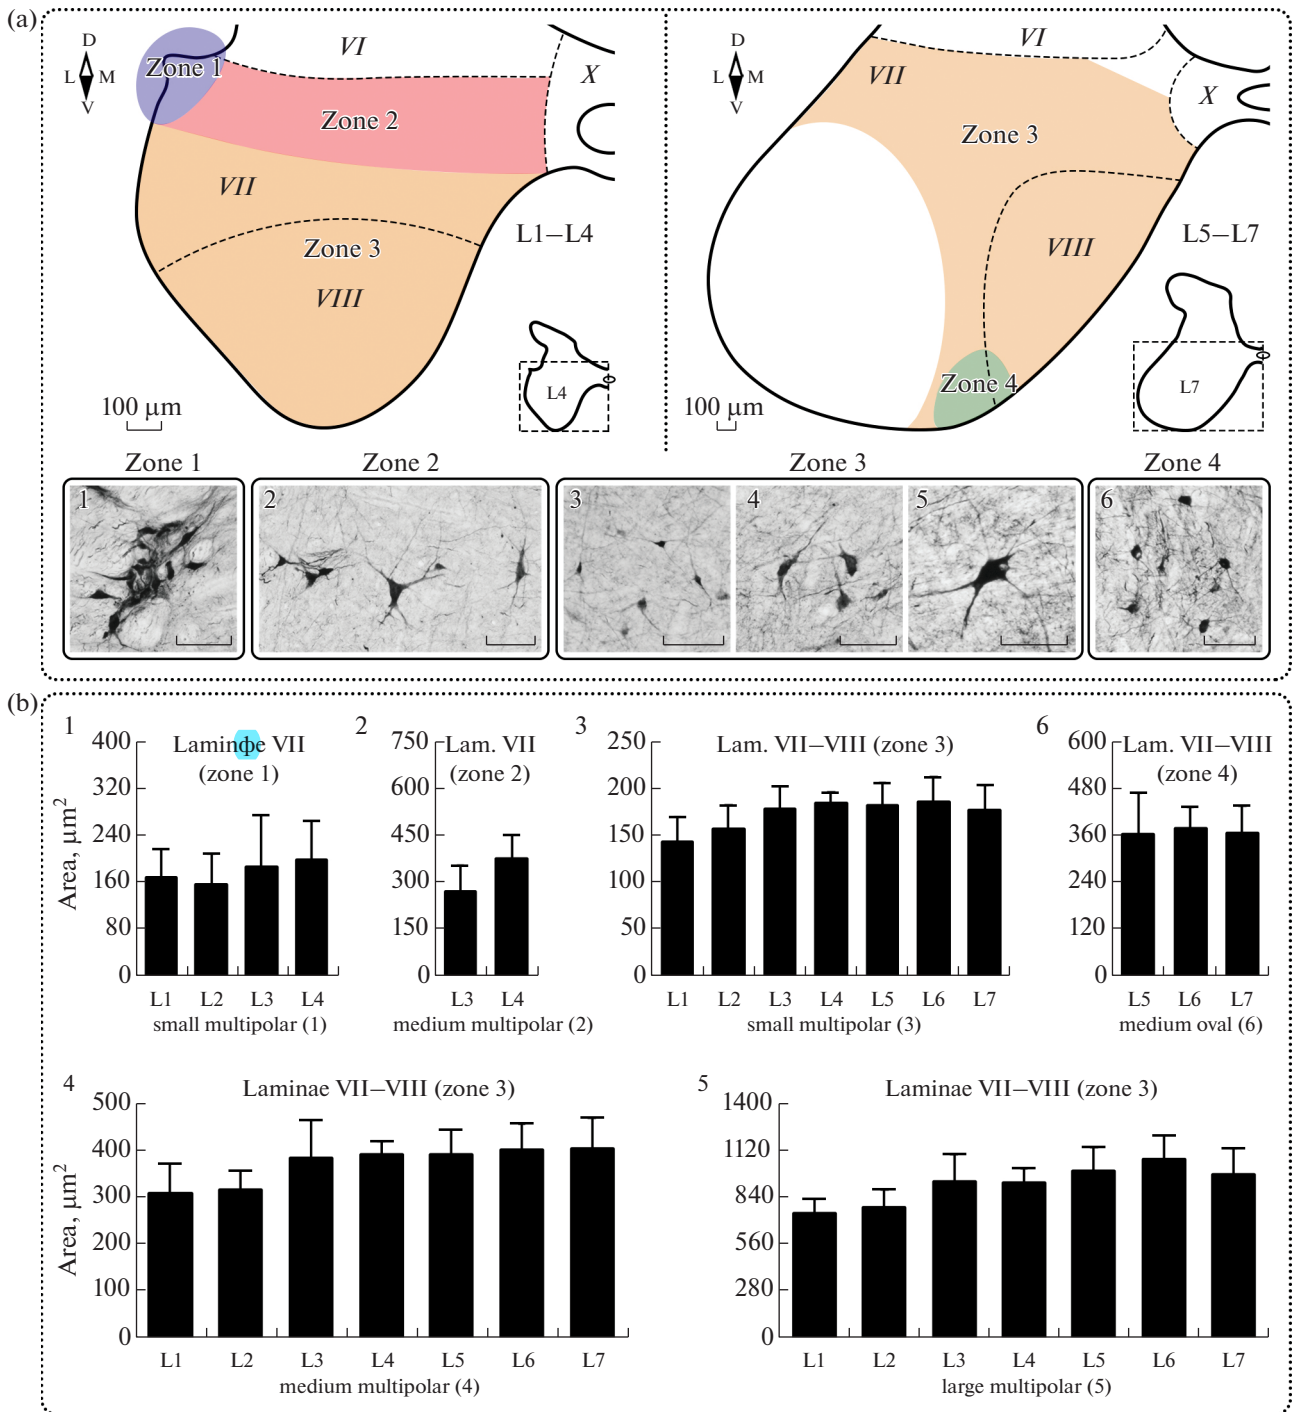 (a)
D
L M
V
Zone 1
VI
X
Zone 2
VII
Zone 3
VIII
L1–L4
L4
100 μm
D
L M
V
VI
VII
X
Zone 3
VIII
L5–L7
Zone 4
L7
100 μm
Zone 1
Zone 2
Zone 3
Zone 4
1
2
3
4
5
6
(b)
1
Laminфe VII
(zone 1)
Area, μm²
400
320
240
160
80
0
L1 L2 L3 L4
small multipolar (1)
2
Lam. VII
(zone 2)
750
600
450
300
150
0
L3 L4
medium multipolar (2)
3
Lam. VII–VIII (zone 3)
250
200
150
100
50
0
L1 L2 L3 L4 L5 L6 L7
small multipolar (3)
6
Lam. VII–VIII
(zone 4)
600
480
360
240
120
0
L5 L6 L7
medium oval (6)
4
Laminae VII–VIII (zone 3)
Area, μm²
500
400
300
200
100
0
L1 L2 L3 L4 L5 L6 L7
medium multipolar (4)
5
Laminae VII–VIII (zone 3)
1400
1120
840
560
280
0
L1 L2 L3 L4 L5 L6 L7
large multipolar (5)